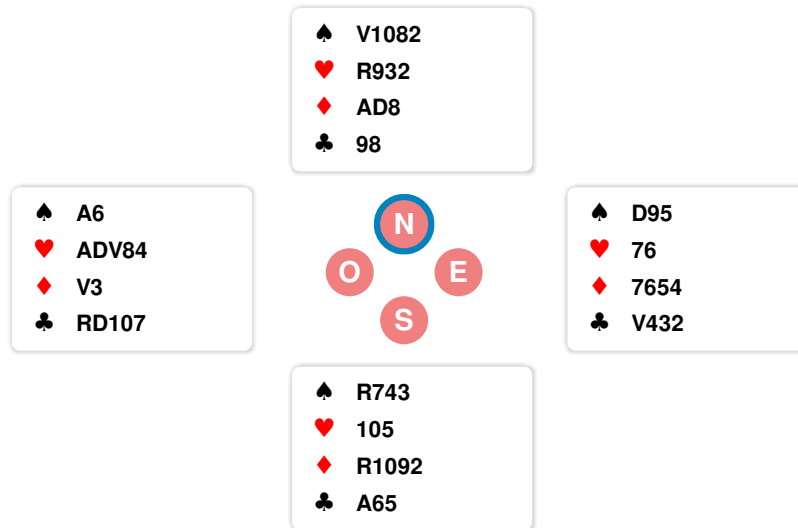 ♠ V1082
♥ R932
♦ AD8
♣ 98
♠ A6
♥ ADV84
♦ V3
♣ RD107
N
O
E
S
♠ D95
♥ 76
♦ 7654
♣ V432
♠ R743
♥ 105
♦ R1092
♣ A65